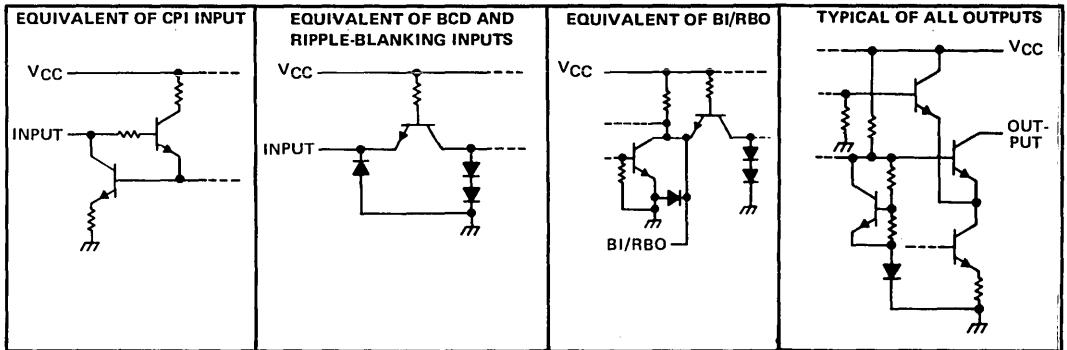 EQUIVALENT OF CPI INPUT
VCC
INPUT
EQUIVALENT OF BCD AND
RIPPLE-BLANKING INPUTS
VCC
INPUT
EQUIVALENT OF BI/RBO
VCC
BI/RBO
TYPICAL OF ALL OUTPUTS
VCC
OUT-
PUT